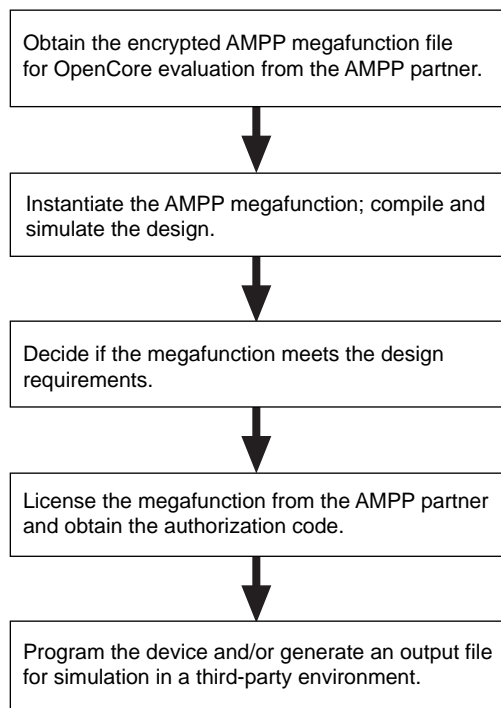 Obtain the encrypted AMPP megafunction file
for OpenCore evaluation from the AMPP partner.
Instantiate the AMPP megafunction; compile and
simulate the design.
Decide if the megafunction meets the design
requirements.
License the megafunction from the AMPP partner
and obtain the authorization code.
Program the device and/or generate an output file
for simulation in a third-party environment.